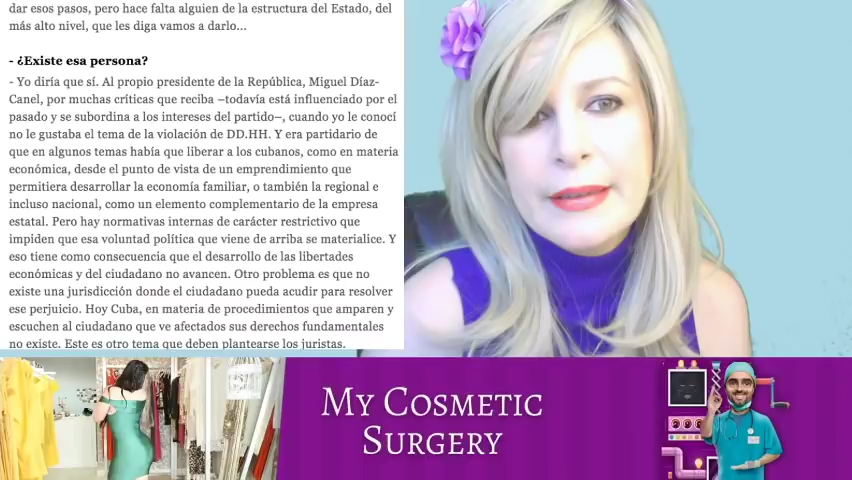 dar esos pasos, pero hace falta alguien de la estructura del Estado, del
más alto nivel, que les diga vamos a darlo...
- ¿Existe esa persona?
- Yo diría que sí. Al propio presidente de la República, Miguel Díaz-
Canel, por muchas críticas que reciba –todavía está influenciado por el
pasado y se subordina a los intereses del partido–, cuando yo le conocí
no le gustaba el tema de la violación de DD.HH. Y era partidario de
que en algunos temas había que liberar a los cubanos, como en materia
económica, desde el punto de vista de un emprendimiento que
permitiera desarrollar la economía familiar, o también la regional e
incluso nacional, como un elemento complementario de la empresa
estatal. Pero hay normativas internas de carácter restrictivo que
impiden que esa voluntad política que viene de arriba se materialice. Y
eso tiene como consecuencia que el desarrollo de las libertades
económicas y del ciudadano no avancen. Otro problema es que no
existe una jurisdicción donde el ciudadano pueda acudir para resolver
ese perjuicio. Hoy Cuba, en materia de procedimientos que amparen y
escuchen al ciudadano que ve afectados sus derechos fundamentales
no existe. Este es otro tema que deben plantearse los juristas.
My Cosmetic
Surgery